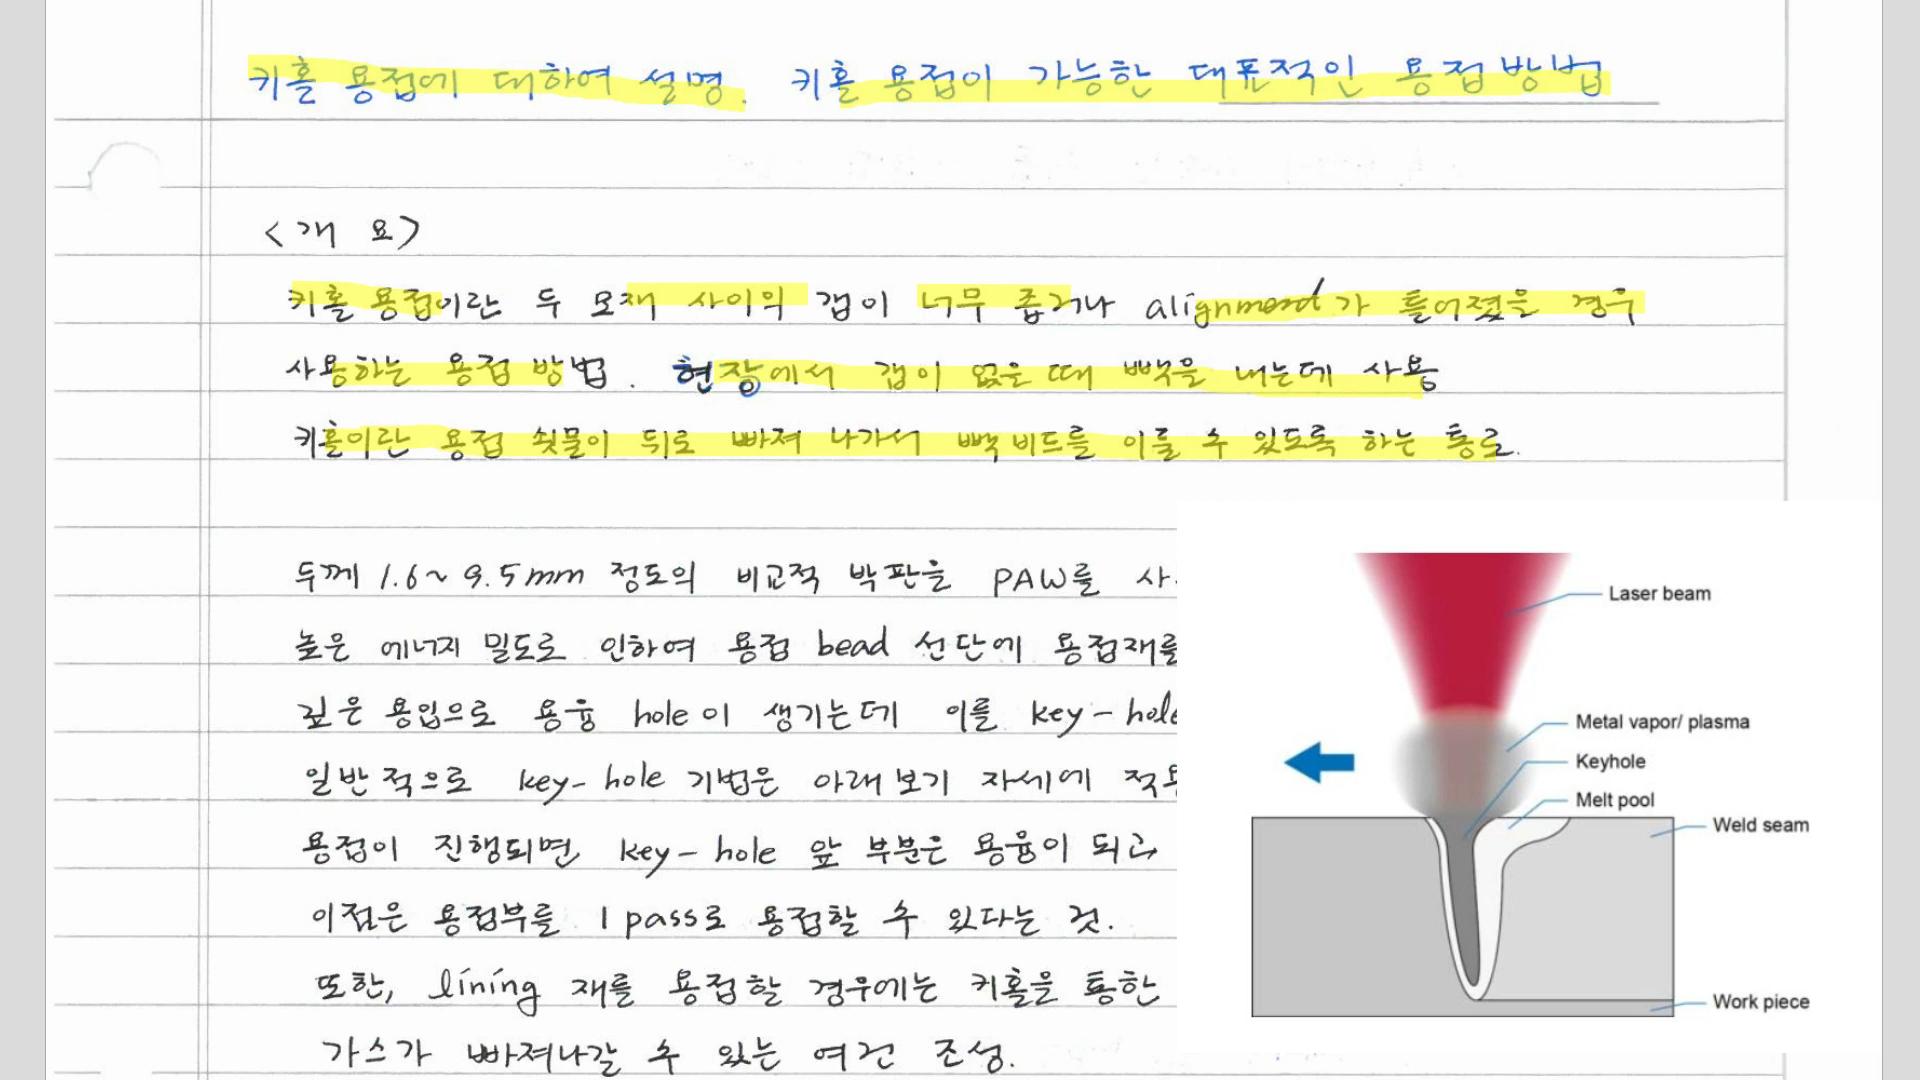 키홀 용접에 대하여 설명. 키홀 용접이 가능한 대표적인 용접방법
<개 요>
키홀 용접이란 두 모재 사이의 갭이 너무 좁거나 alignment가 틀어졌을 경우
사용하는 용접 방법. 현장에서 갭이 없을 때 빽을 내는데 사용
키홀이란 용접 쇳물이 뒤로 빠져 나가서 빽 비드를 이룰 수 있도록 하는 통로.
두께 1.6~9.5mm 정도의 비교적 박판을 PAW를 사
높은 에너지 밀도로 인하여 용접 bead 선단에 용접재를
깊은 용입으로 용융 hole이 생기는데 이를 key-hole
일반적으로 key-hole 기법은 아래보기 자세에 적용
용접이 진행되면 key-hole 앞 부분은 용융이 되고
이점은 용접부를 1 pass로 용접할 수 있다는 것.
또한, lining 재를 용접할 경우에는 키홀을 통한
가스가 빠져나갈 수 있는 여건 조성.
Laser beam
Metal vapor/ plasma
Keyhole
Melt pool
Weld seam
Work piece